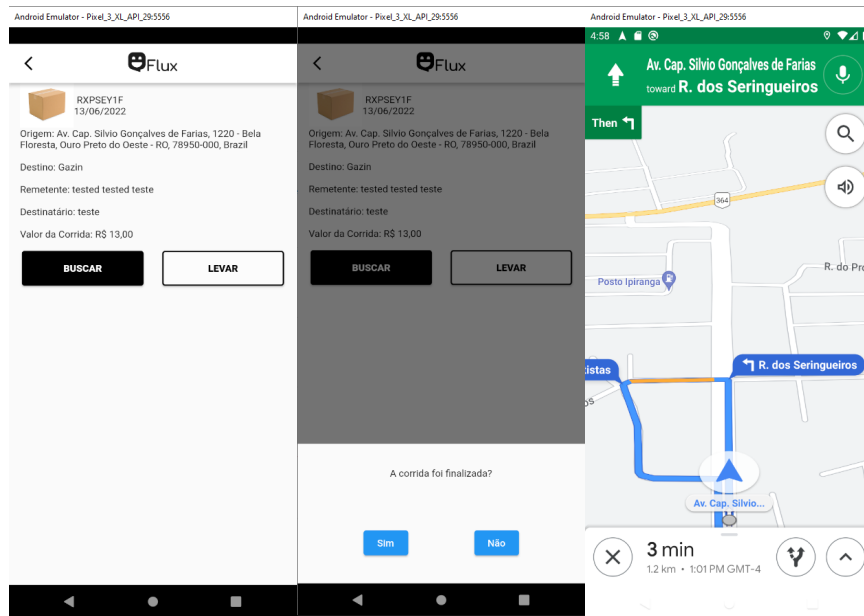 Android Emulator - Pixel_3_XL_API_29:5556
Flux
RXPSEY1F
13/06/2022
Origem: Av. Cap. Silvio Gonçalves de Farias, 1220 - Bela
Floresta, Ouro Preto do Oeste - RO, 78950-000, Brazil
Destino: Gazin
Remetente: tested tested teste
Destinatário: teste
Valor da Corrida: R$ 13,00
BUSCAR
LEVAR
Android Emulator - Pixel_3_XL_API_29:5556
Flux
RXPSEY1F
13/06/2022
Origem: Av. Cap. Silvio Gonçalves de Farias, 1220 - Bela
Floresta, Ouro Preto do Oeste - RO, 78950-000, Brazil
Destino: Gazin
Remetente: tested tested teste
Destinatário: teste
Valor da Corrida: R$ 13,00
BUSCAR
LEVAR
A corrida foi finalizada?
Sim
Não
Android Emulator - Pixel_3_XL_API_29:5556
4:58
Av. Cap. Silvio Gonçalves de Farias
toward R. dos Seringueiros
Then
364
R. do Pro
Posto Ipiranga
istas
R. dos Seringueiros
os
Av. Cap. Silvio...
3 min
1.2 km • 1:01 PM GMT-4